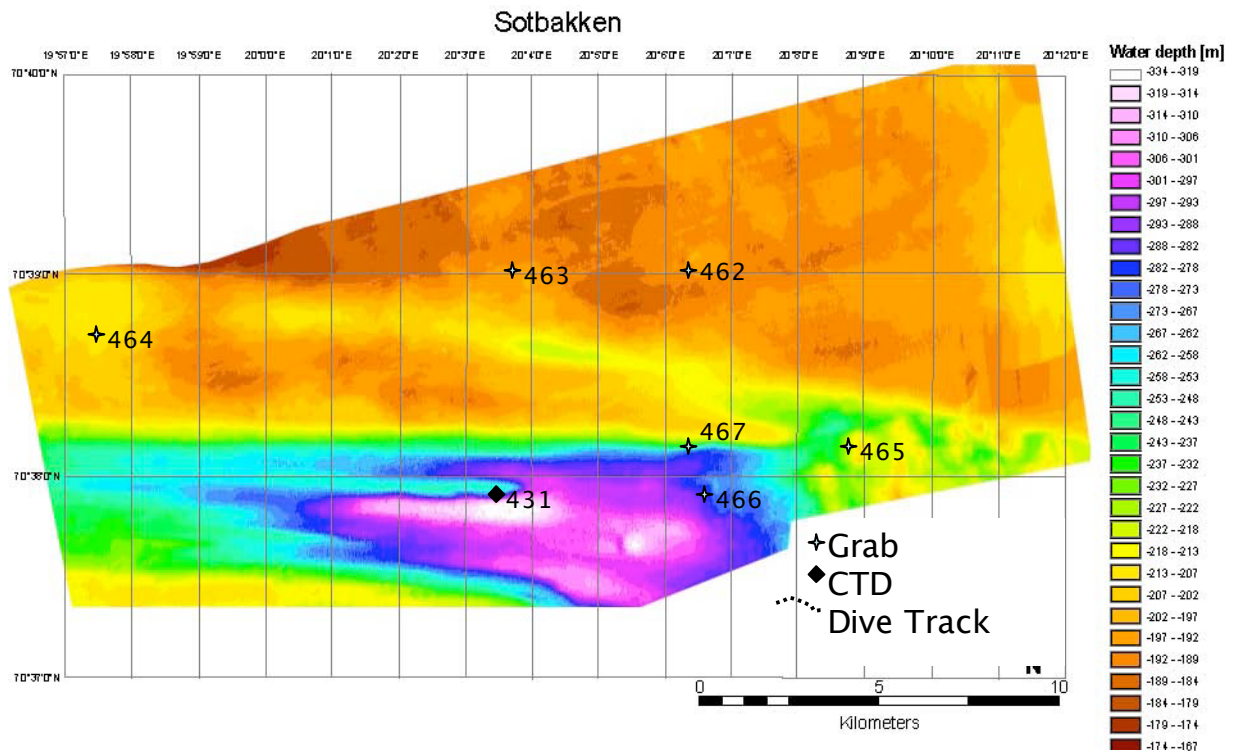 Sotbakken
19°57'0"E 19°58'0"E 19°59'0"E 20°0'0"E 20°1'0"E 20°2'0"E 20°3'0"E 20°4'0"E 20°5'0"E 20°6'0"E 20°7'0"E 20°8'0"E 20°9'0"E 20°10'0"E 20°11'0"E 20°12'0"E
70°40'0"N
70°39'0"N
70°38'0"N
70°37'0"N
463
462
464
467
465
431
466
Grab
CTD
Dive Track
N
0 5 10
Kilometers
Water depth [m]
-334 - -319
-319 - -314
-314 - -310
-310 - -306
-306 - -301
-301 - -297
-297 - -293
-293 - -288
-288 - -282
-282 - -278
-278 - -273
-273 - -267
-267 - -262
-262 - -258
-258 - -253
-253 - -248
-248 - -243
-243 - -237
-237 - -232
-232 - -227
-227 - -222
-222 - -218
-218 - -213
-213 - -207
-207 - -202
-202 - -197
-197 - -192
-192 - -189
-189 - -184
-184 - -179
-179 - -174
-174 - -167